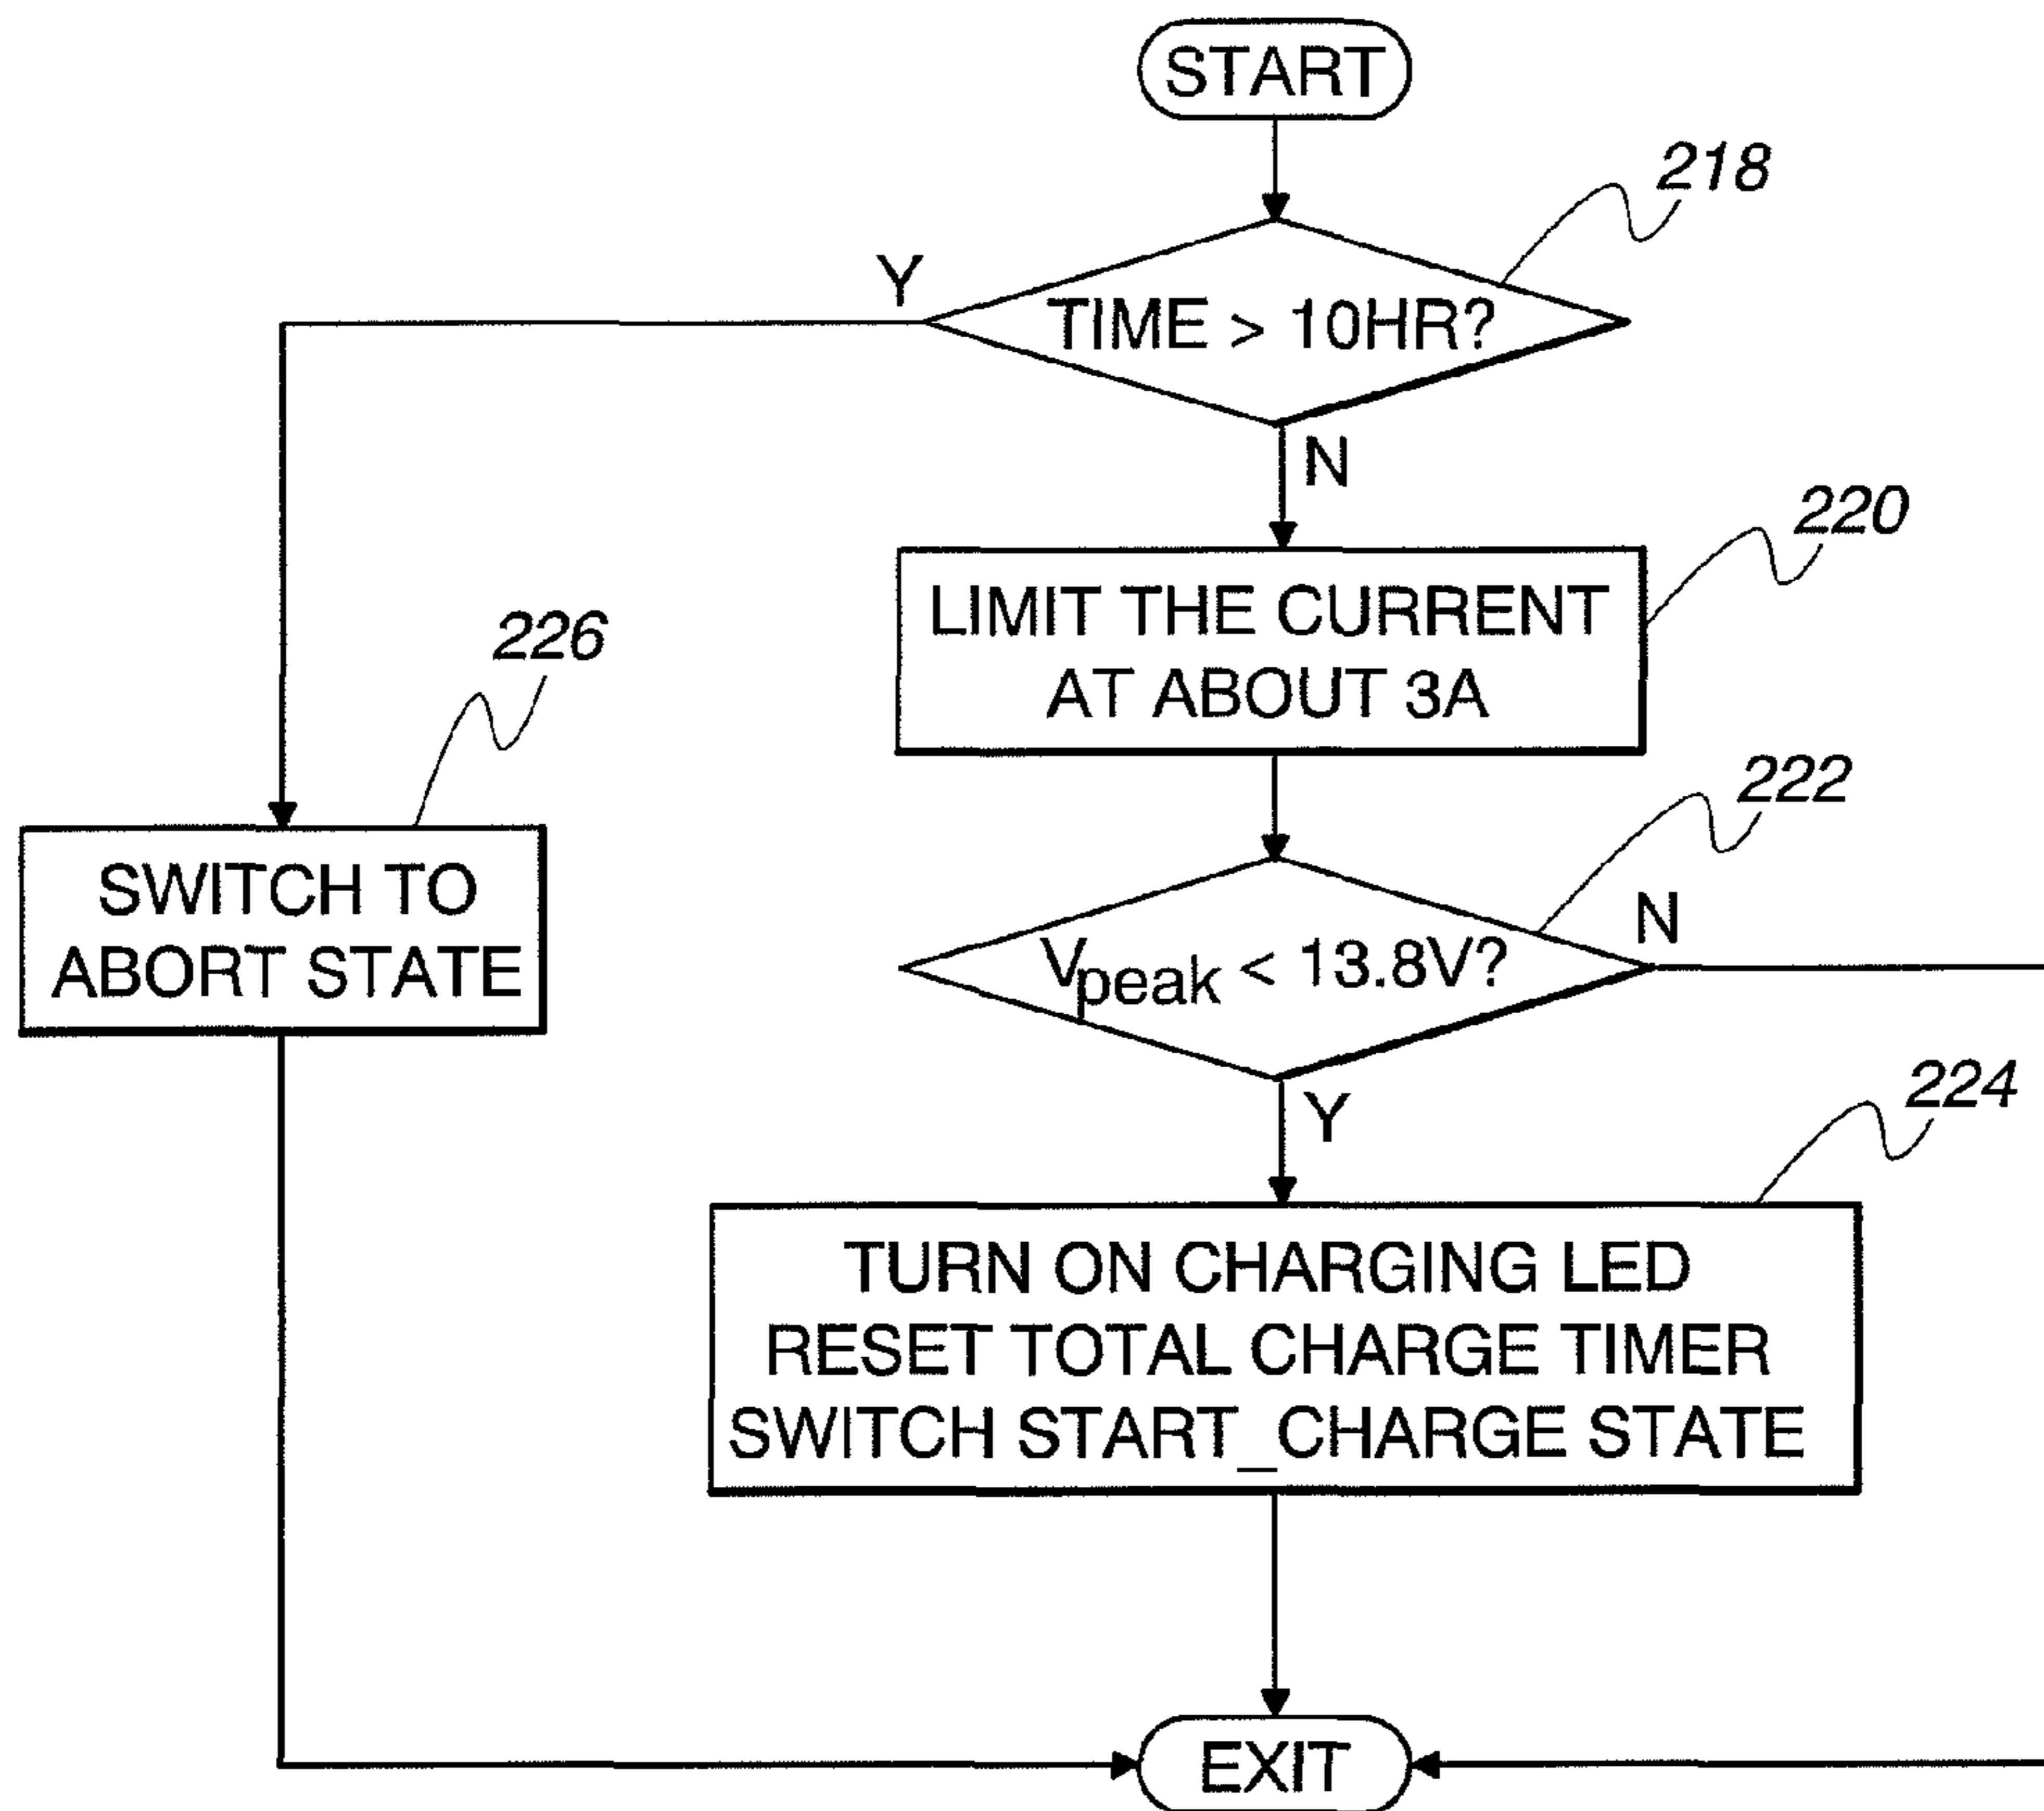 START
218
Y
TIME > 10HR?
N
220
LIMIT THE CURRENT
AT ABOUT 3A
226
SWITCH TO
ABORT STATE
222
N
Vpeak < 13.8V?
Y
224
TURN ON CHARGING LED
RESET TOTAL CHARGE TIMER
SWITCH START_CHARGE STATE
EXIT